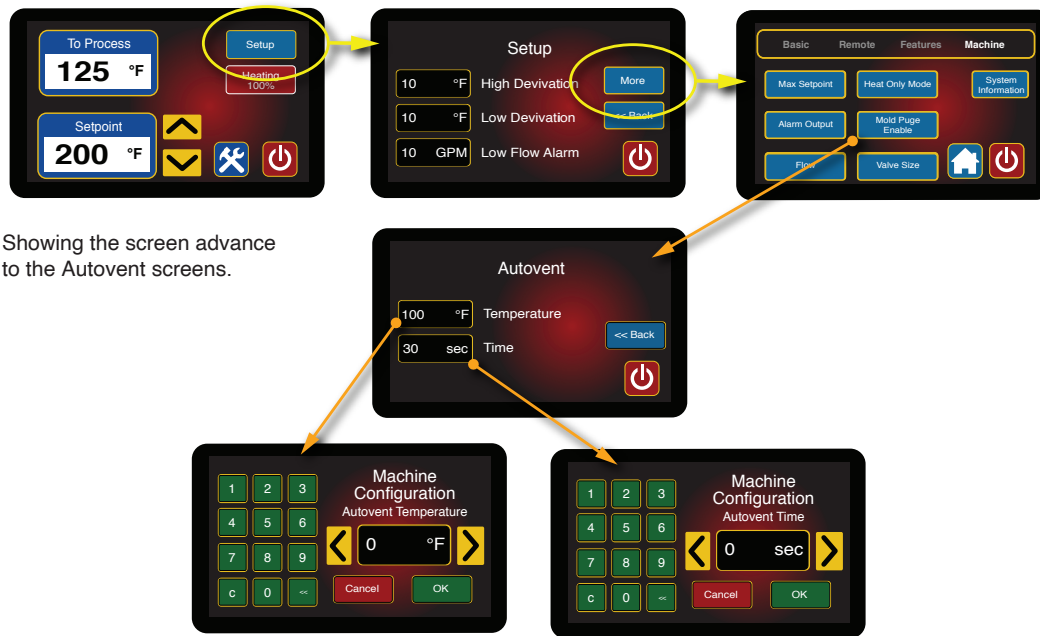 To Process
125 °F
Setup
Heating
100%
Setpoint
200 °F
Setup
10 °F High Devivation
10 °F Low Devivation
10 GPM Low Flow Alarm
More
<< Back
Basic Remote Features Machine
Max Setpoint
Heat Only Mode
System
Information
Alarm Output
Mold Puge
Enable
Flow
Valve Size
Showing the screen advance
to the Autovent screens.
Autovent
100 °F Temperature
30 sec Time
<< Back
Machine
Configuration
Autovent Temperature
1 2 3
4 5 6
7 8 9
c 0 <<
0 °F
Cancel
OK
Machine
Configuration
Autovent Time
1 2 3
4 5 6
7 8 9
c 0 <<
0 sec
Cancel
OK